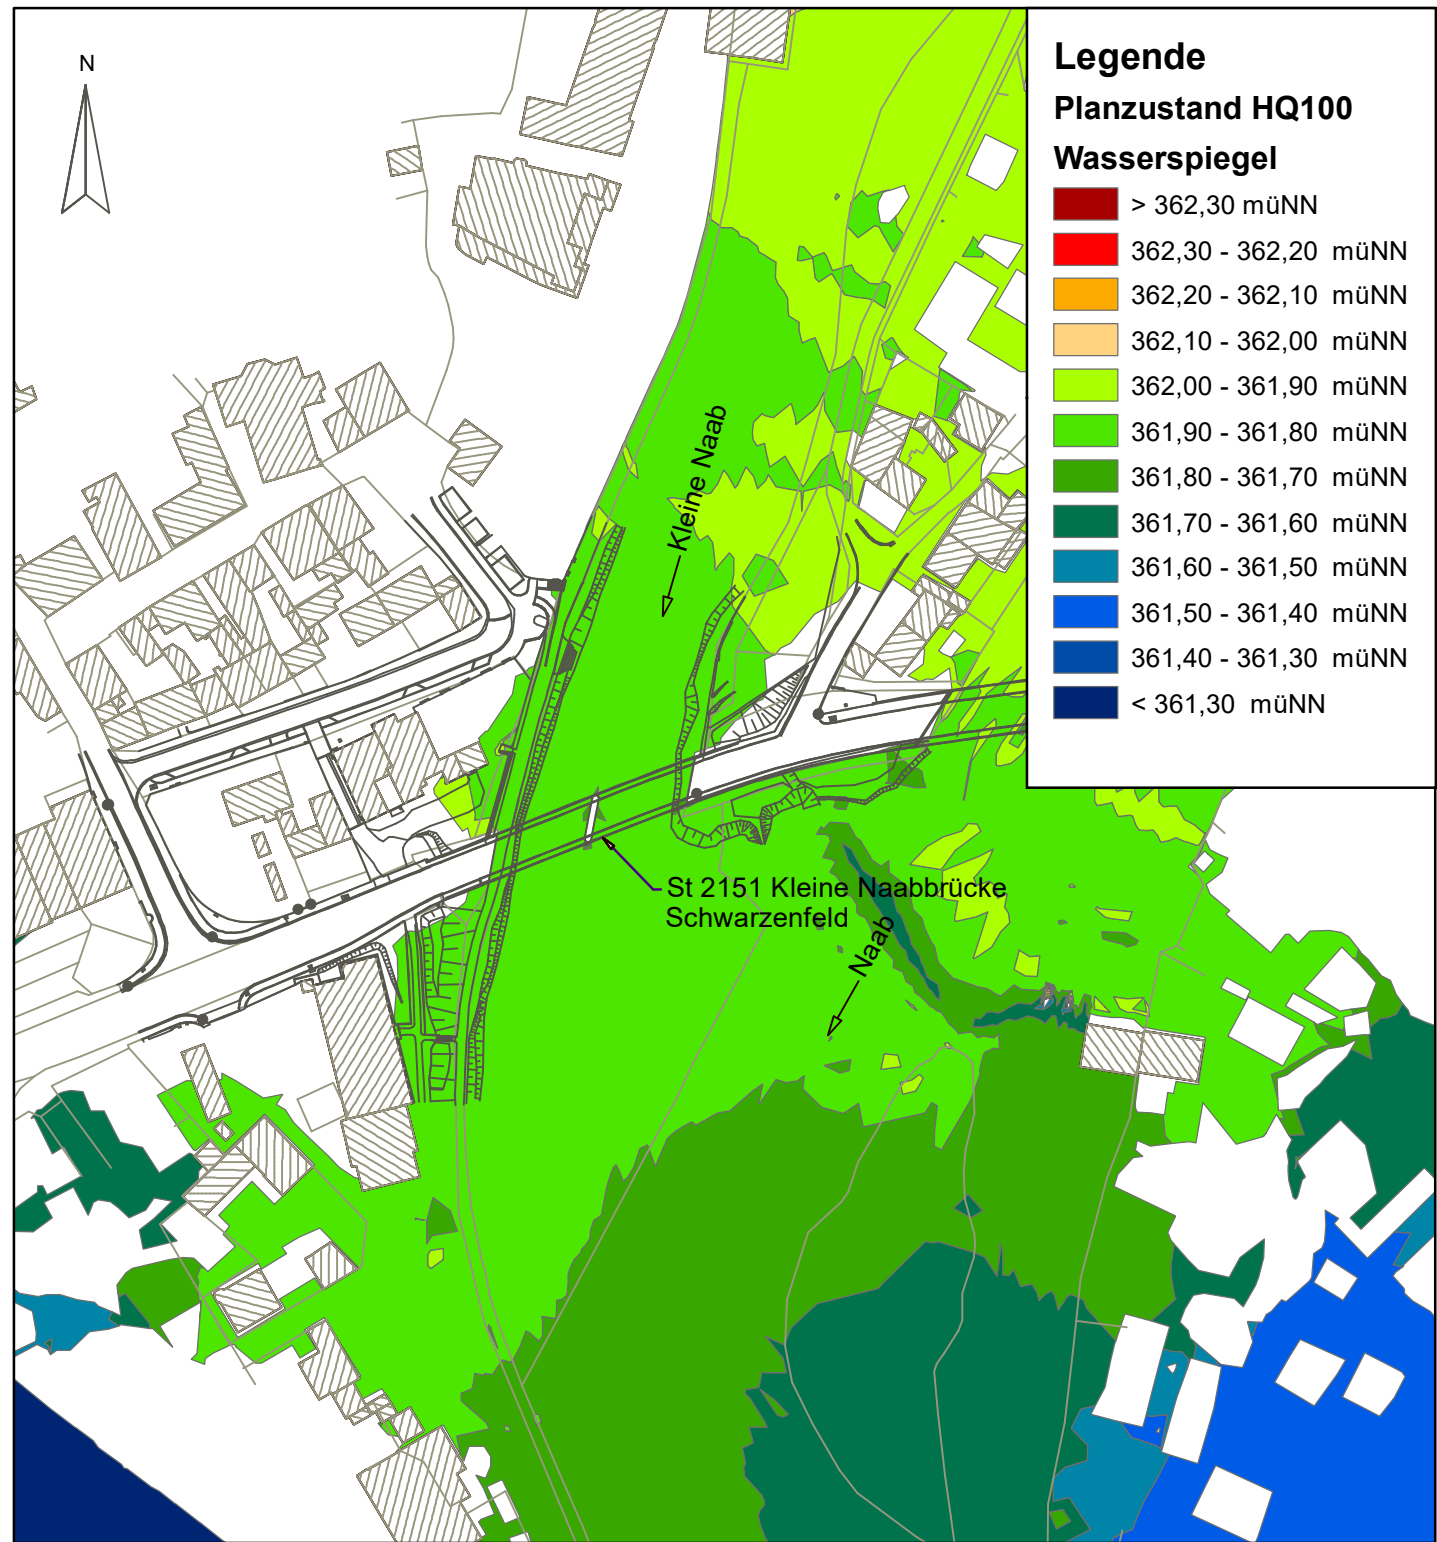 N
Legende
Planzustand HQ100
Wasserspiegel
> 362,30 müNN
362,30 - 362,20 müNN
362,20 - 362,10 müNN
362,10 - 362,00 müNN
362,00 - 361,90 müNN
361,90 - 361,80 müNN
361,80 - 361,70 müNN
361,70 - 361,60 müNN
361,60 - 361,50 müNN
361,50 - 361,40 müNN
361,40 - 361,30 müNN
< 361,30 müNN
Kleine Naab
St 2151 Kleine Naabbrücke
Schwarzenfeld
Naab